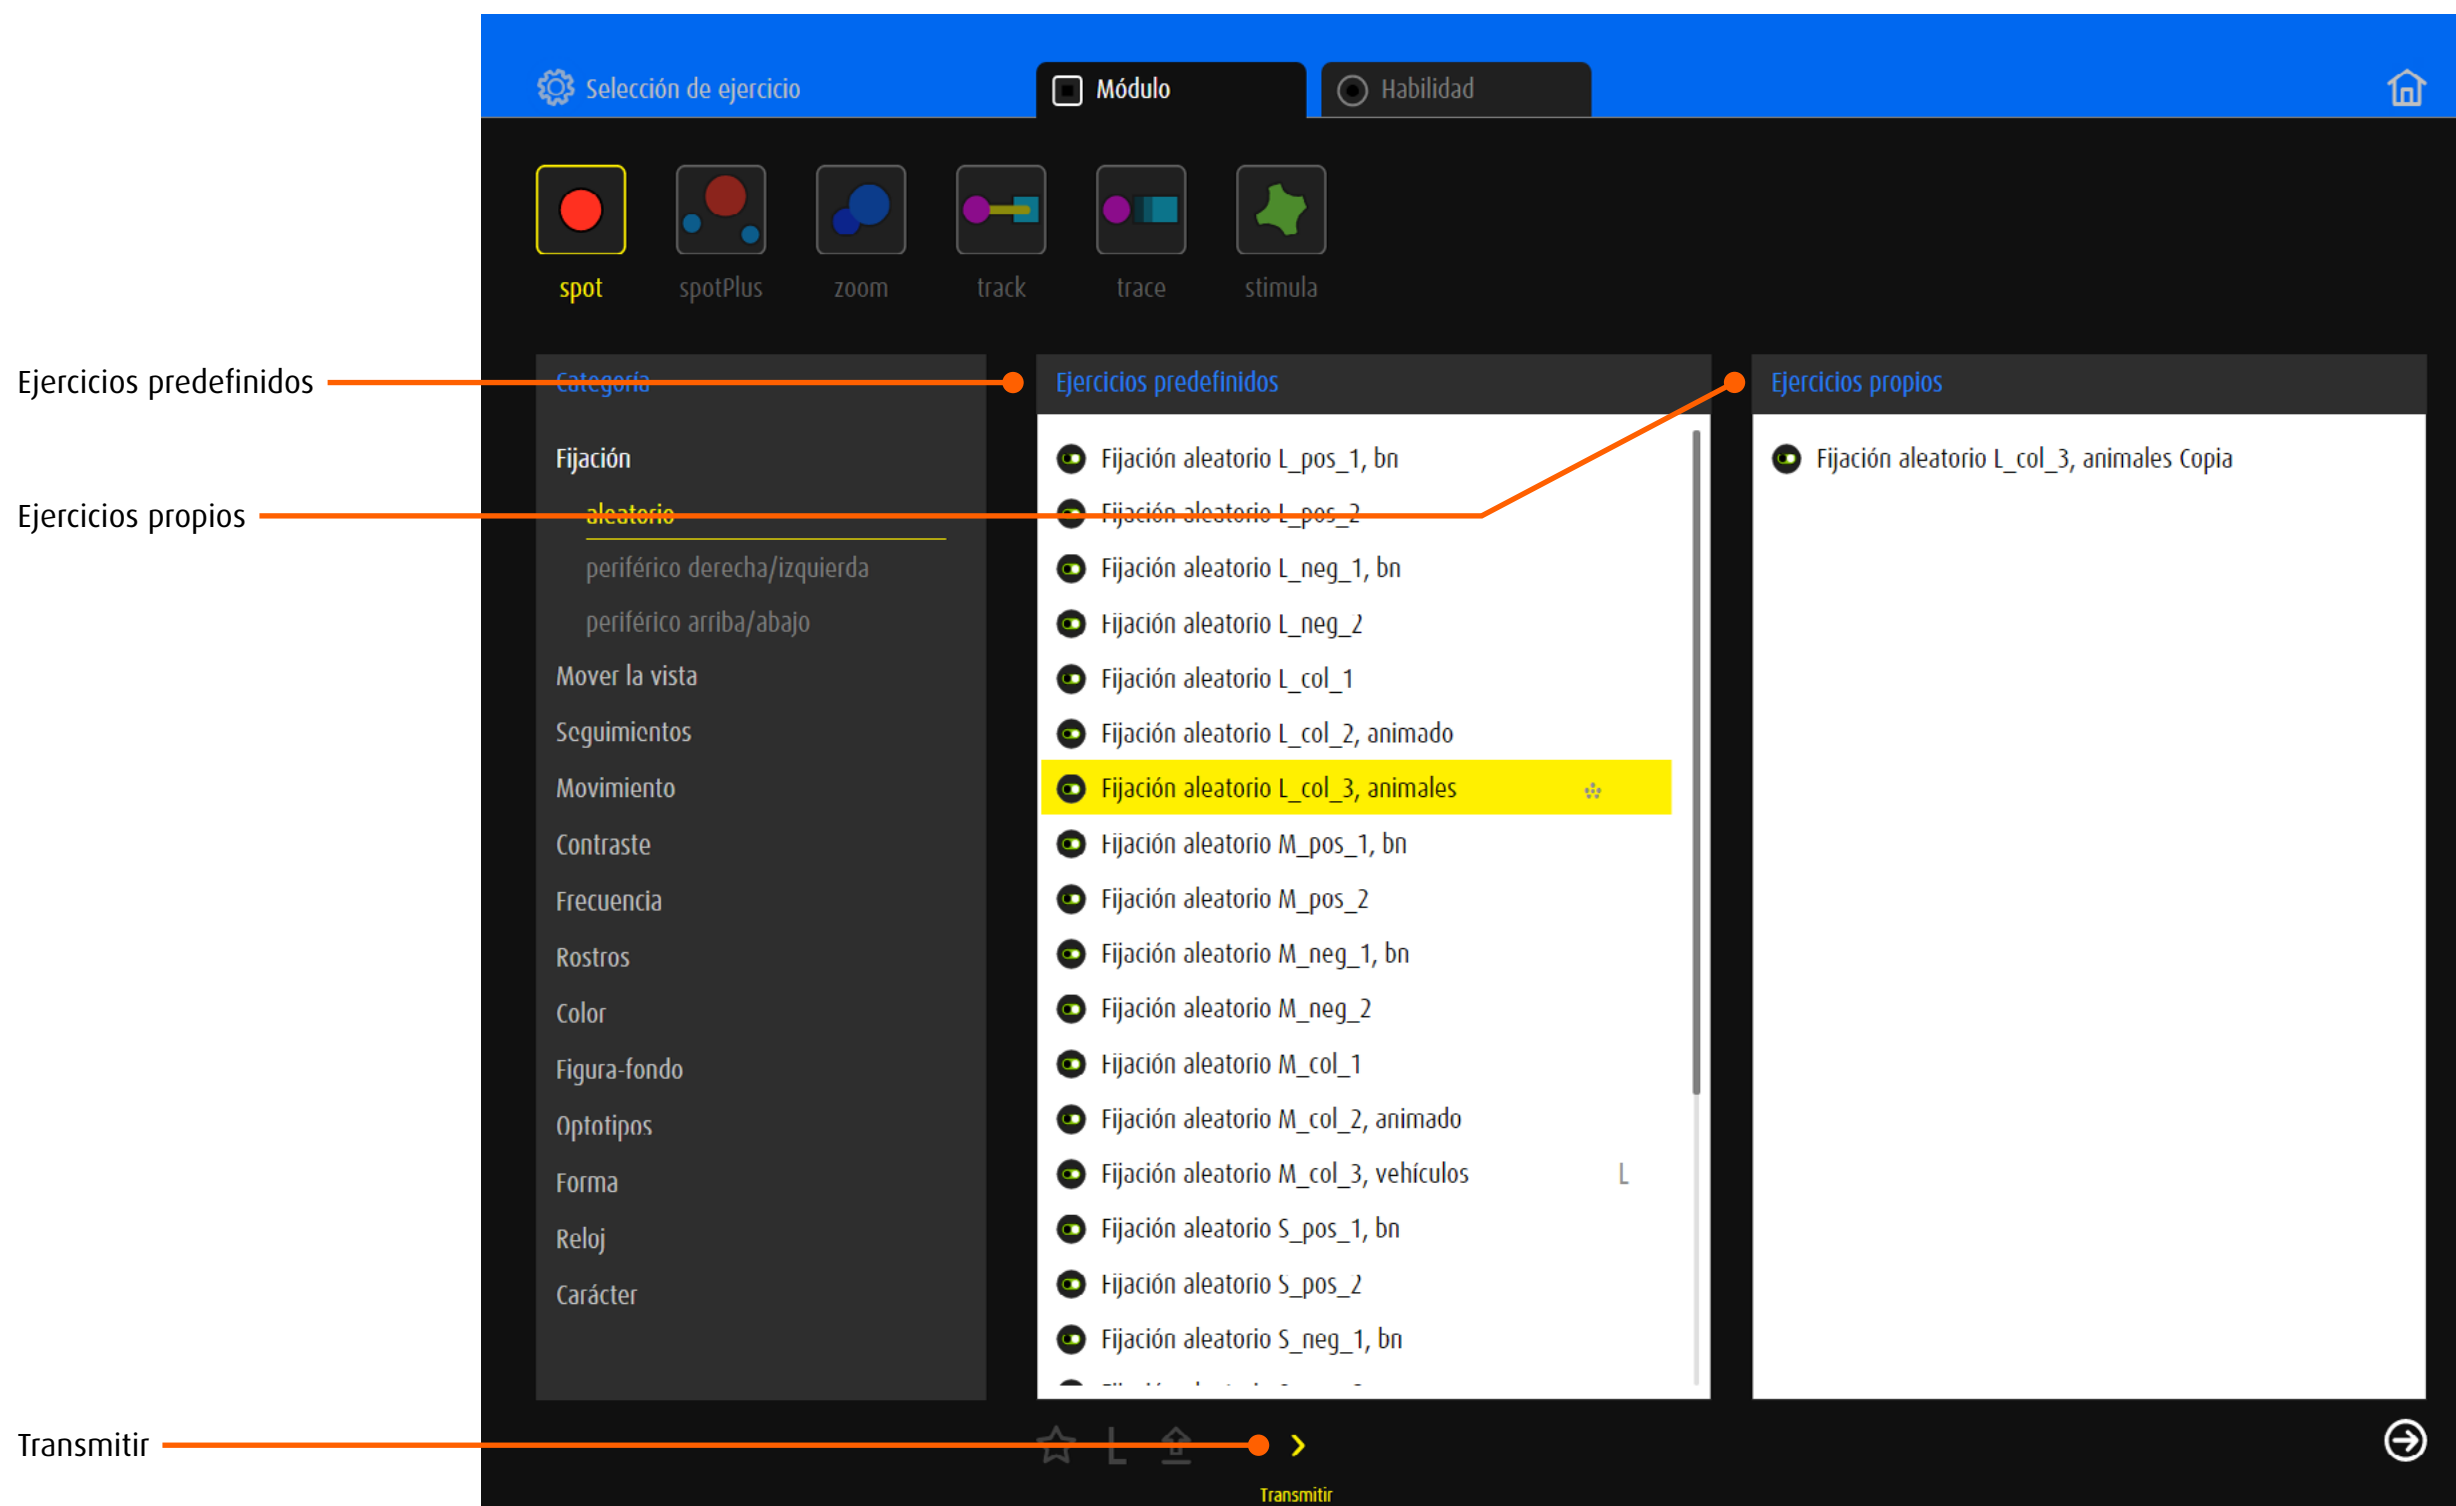 Selección de ejercicio
Módulo
Habilidad
spot
spotPlus
zoom
track
trace
stimula
Ejercicios predefinidos
Ejercicios propios
Transmitir
Categoría
Fijación
aleatorio
periférico derecha/izquierda
periférico arriba/abajo
Mover la vista
Seguimientos
Movimiento
Contraste
Frecuencia
Rostros
Color
Figura-fondo
Optotipos
Forma
Reloj
Carácter
Ejercicios predefinidos
Fijación aleatorio L_pos_1, bn
Fijación aleatorio L_pos_2
Fijación aleatorio L_neg_1, bn
Fijación aleatorio L_neg_2
Fijación aleatorio L_col_1
Fijación aleatorio L_col_2, animado
Fijación aleatorio L_col_3, animales
Fijación aleatorio M_pos_1, bn
Fijación aleatorio M_pos_2
Fijación aleatorio M_neg_1, bn
Fijación aleatorio M_neg_2
Fijación aleatorio M_col_1
Fijación aleatorio M_col_2, animado
Fijación aleatorio M_col_3, vehículos L
Fijación aleatorio S_pos_1, bn
Fijación aleatorio S_pos_2
Fijación aleatorio S_neg_1, bn
Ejercicios propios
Fijación aleatorio L_col_3, animales Copia
L
Transmitir